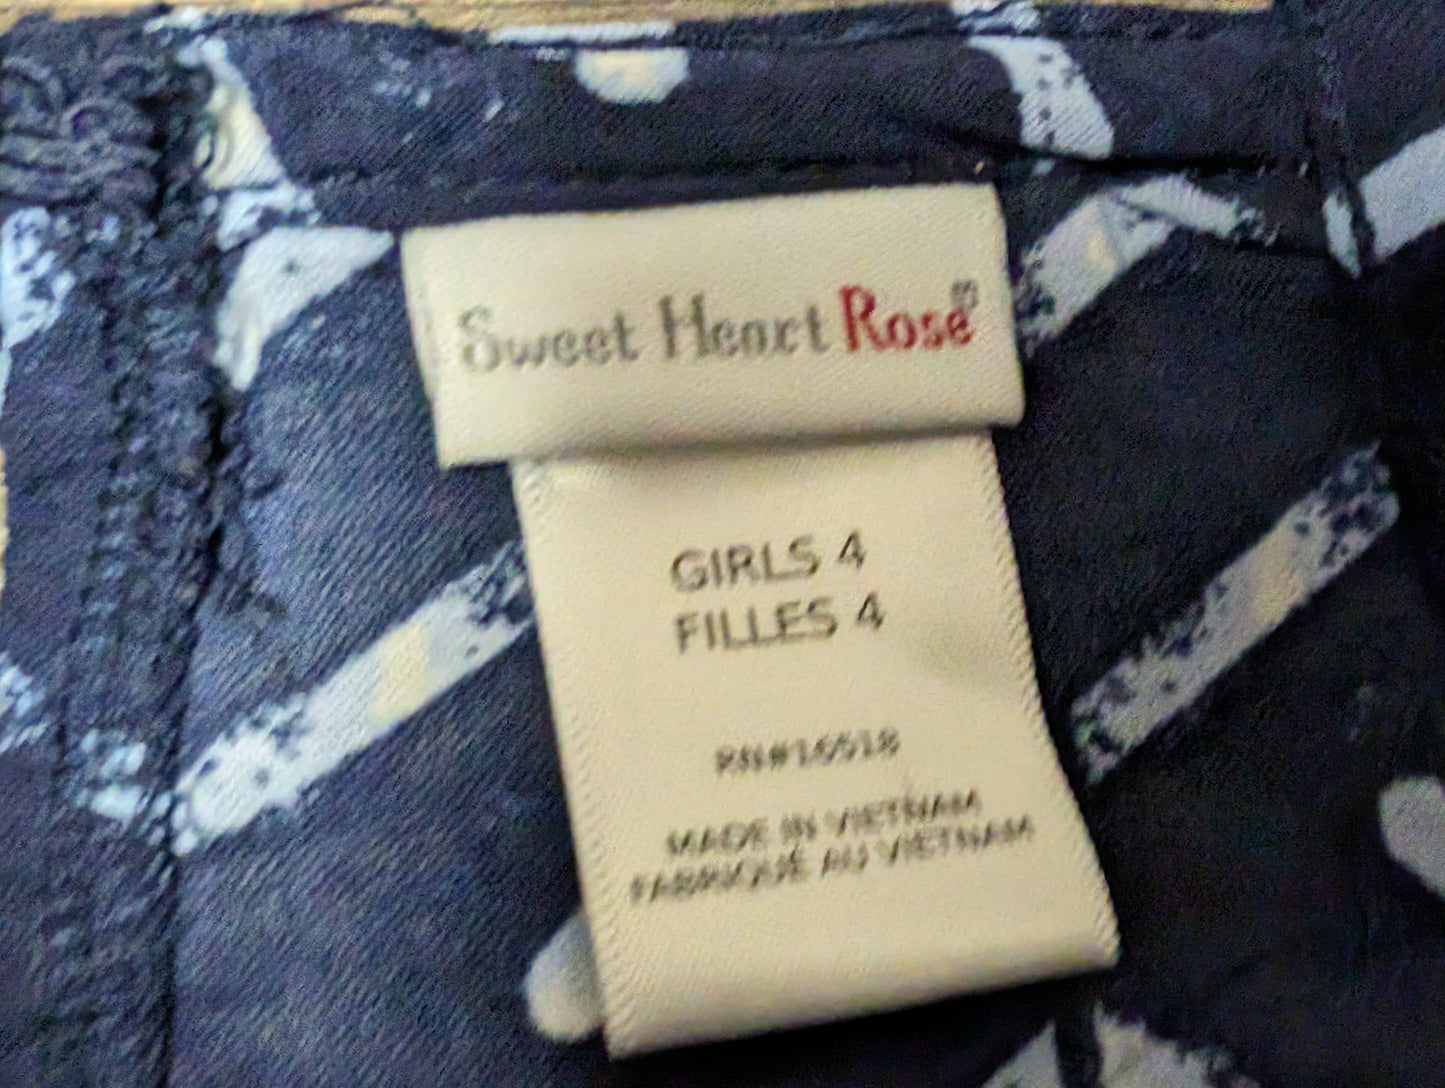 Sweet Heart Rose®
GIRLS 4
FILLES 4
RN#16518
MADE IN VIETNAM
FABRIQUÉ AU VIETNAM